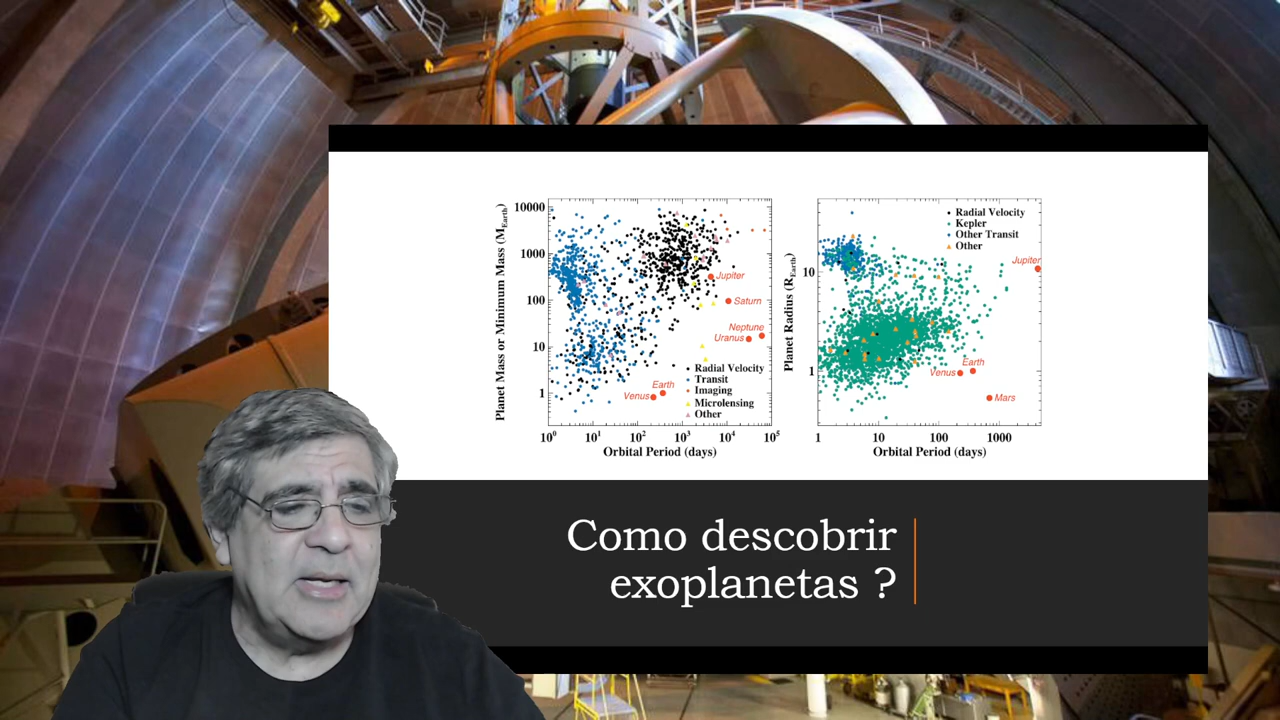 10000
1000
100
10
1
Planet Mass or Minimum Mass (M_Earth)
Jupiter
Saturn
Neptune
Uranus
Earth
Venus
Radial Velocity
Transit
Imaging
Microlensing
Other
10⁰ 10¹ 10² 10³ 10⁴ 10⁵
Orbital Period (days)
Planet Radius (R_Earth)
10
1
Radial Velocity
Kepler
Other Transit
Other
Jupiter
Earth
Venus
Mars
1 10 100 1000
Orbital Period (days)
Como descobrir
exoplanetas ?